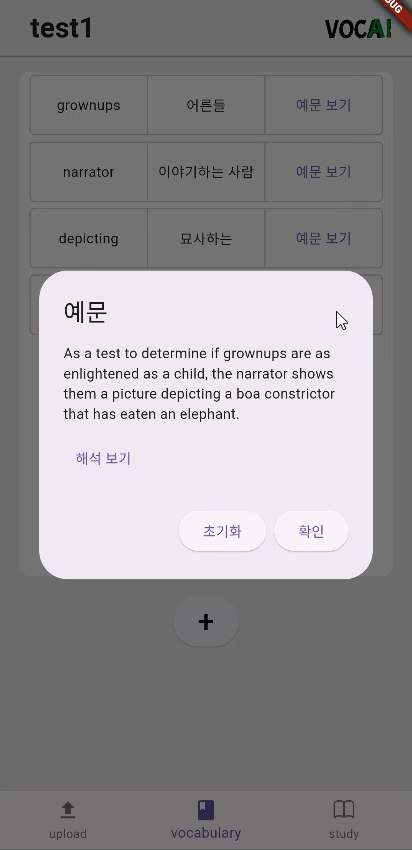 test1
VOCAI
grownups 어른들 예문 보기
narrator 이야기하는 사람 예문 보기
depicting 묘사하는 예문 보기
예문
As a test to determine if grownups are as
enlightened as a child, the narrator shows
them a picture depicting a boa constrictor
that has eaten an elephant.
해석 보기
초기화 확인
+
upload vocabulary study